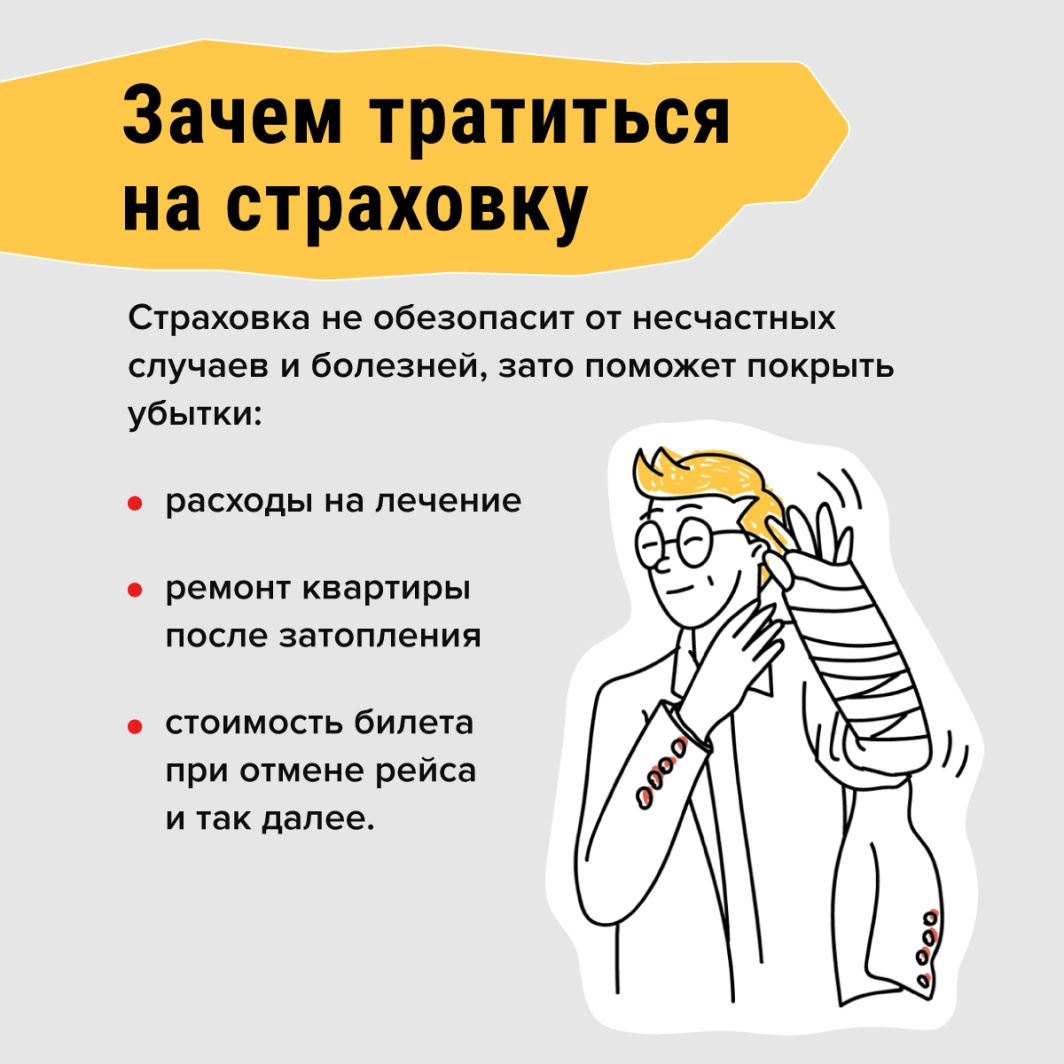 Зачем тратиться
на страховку
Страховка не обезопасит от несчастных
случаев и болезней, зато поможет покрыть
убытки:
• расходы на лечение
• ремонт квартиры
после затопления
• стоимость билета
при отмене рейса
и так далее.